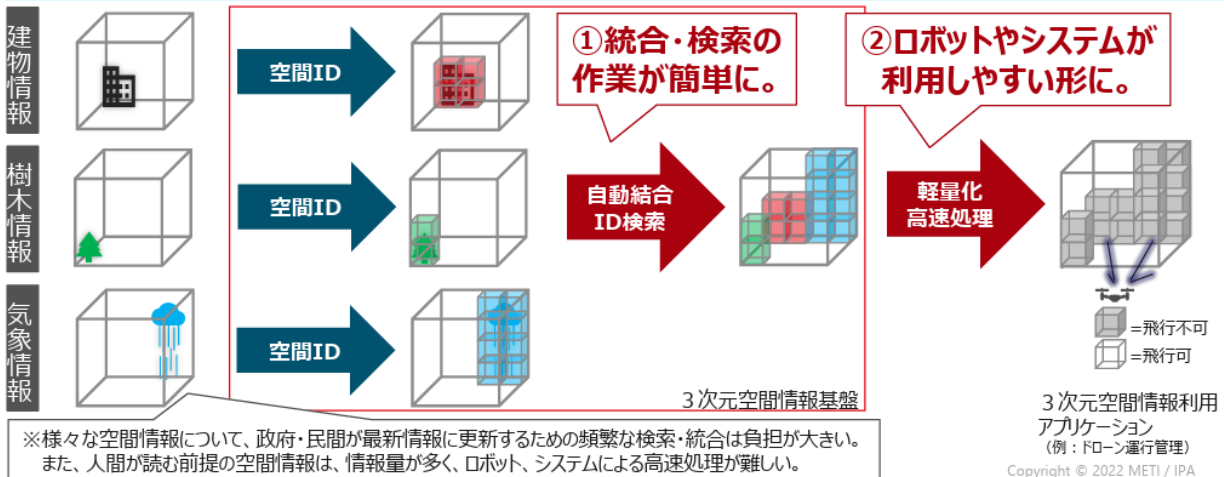 建物情報
空間ID
①統合・検索の
作業が簡単に。
②ロボットやシステムが
利用しやすい形に。
樹木情報
空間ID
自動結合
ID検索
軽量化
高速処理
気象情報
空間ID
=飛行不可
=飛行可
３次元空間情報基盤
３次元空間情報利用
アプリケーション
(例：ドローン運行管理)
※様々な空間情報について、政府・民間が最新情報に更新するための頻繁な検索・統合は負担が大きい。
また、人間が読む前提の空間情報は、情報量が多く、ロボット、システムによる高速処理が難しい。
Copyright © 2022 METI / IPA